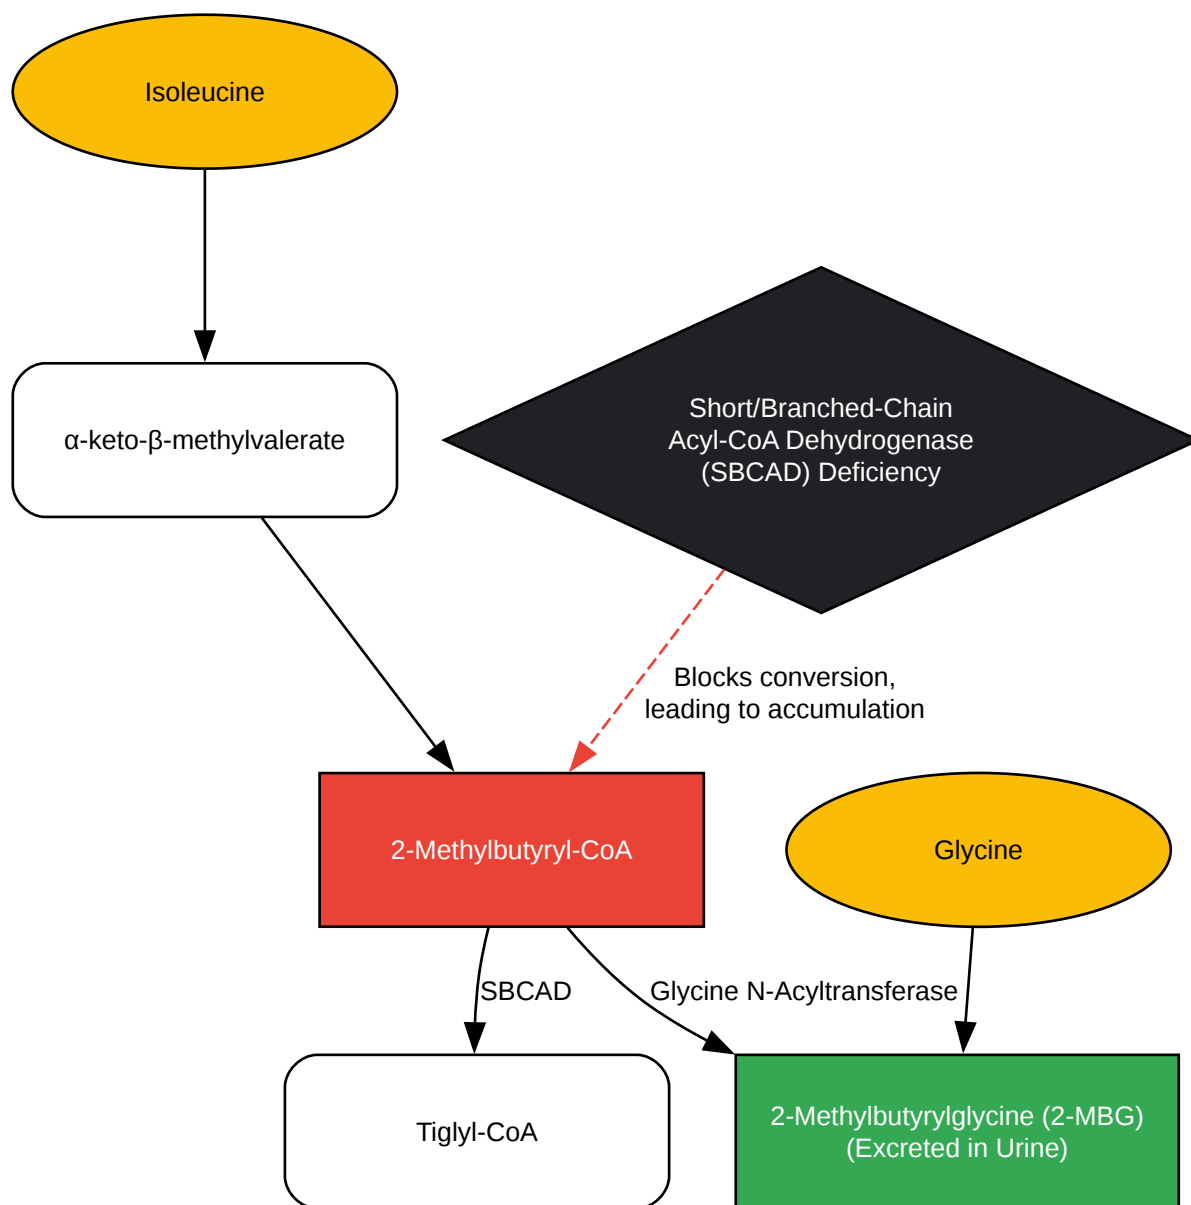 Isoleucine
α-keto-β-methylvalerate
Short/Branched-Chain
Acyl-CoA Dehydrogenase
(SBCAD) Deficiency
Blocks conversion,
leading to accumulation
2-Methylbutyryl-CoA
Glycine
SBCAD
Glycine N-Acyltransferase
Tiglyl-CoA
2-Methylbutyrylglycine (2-MBG)
(Excreted in Urine)